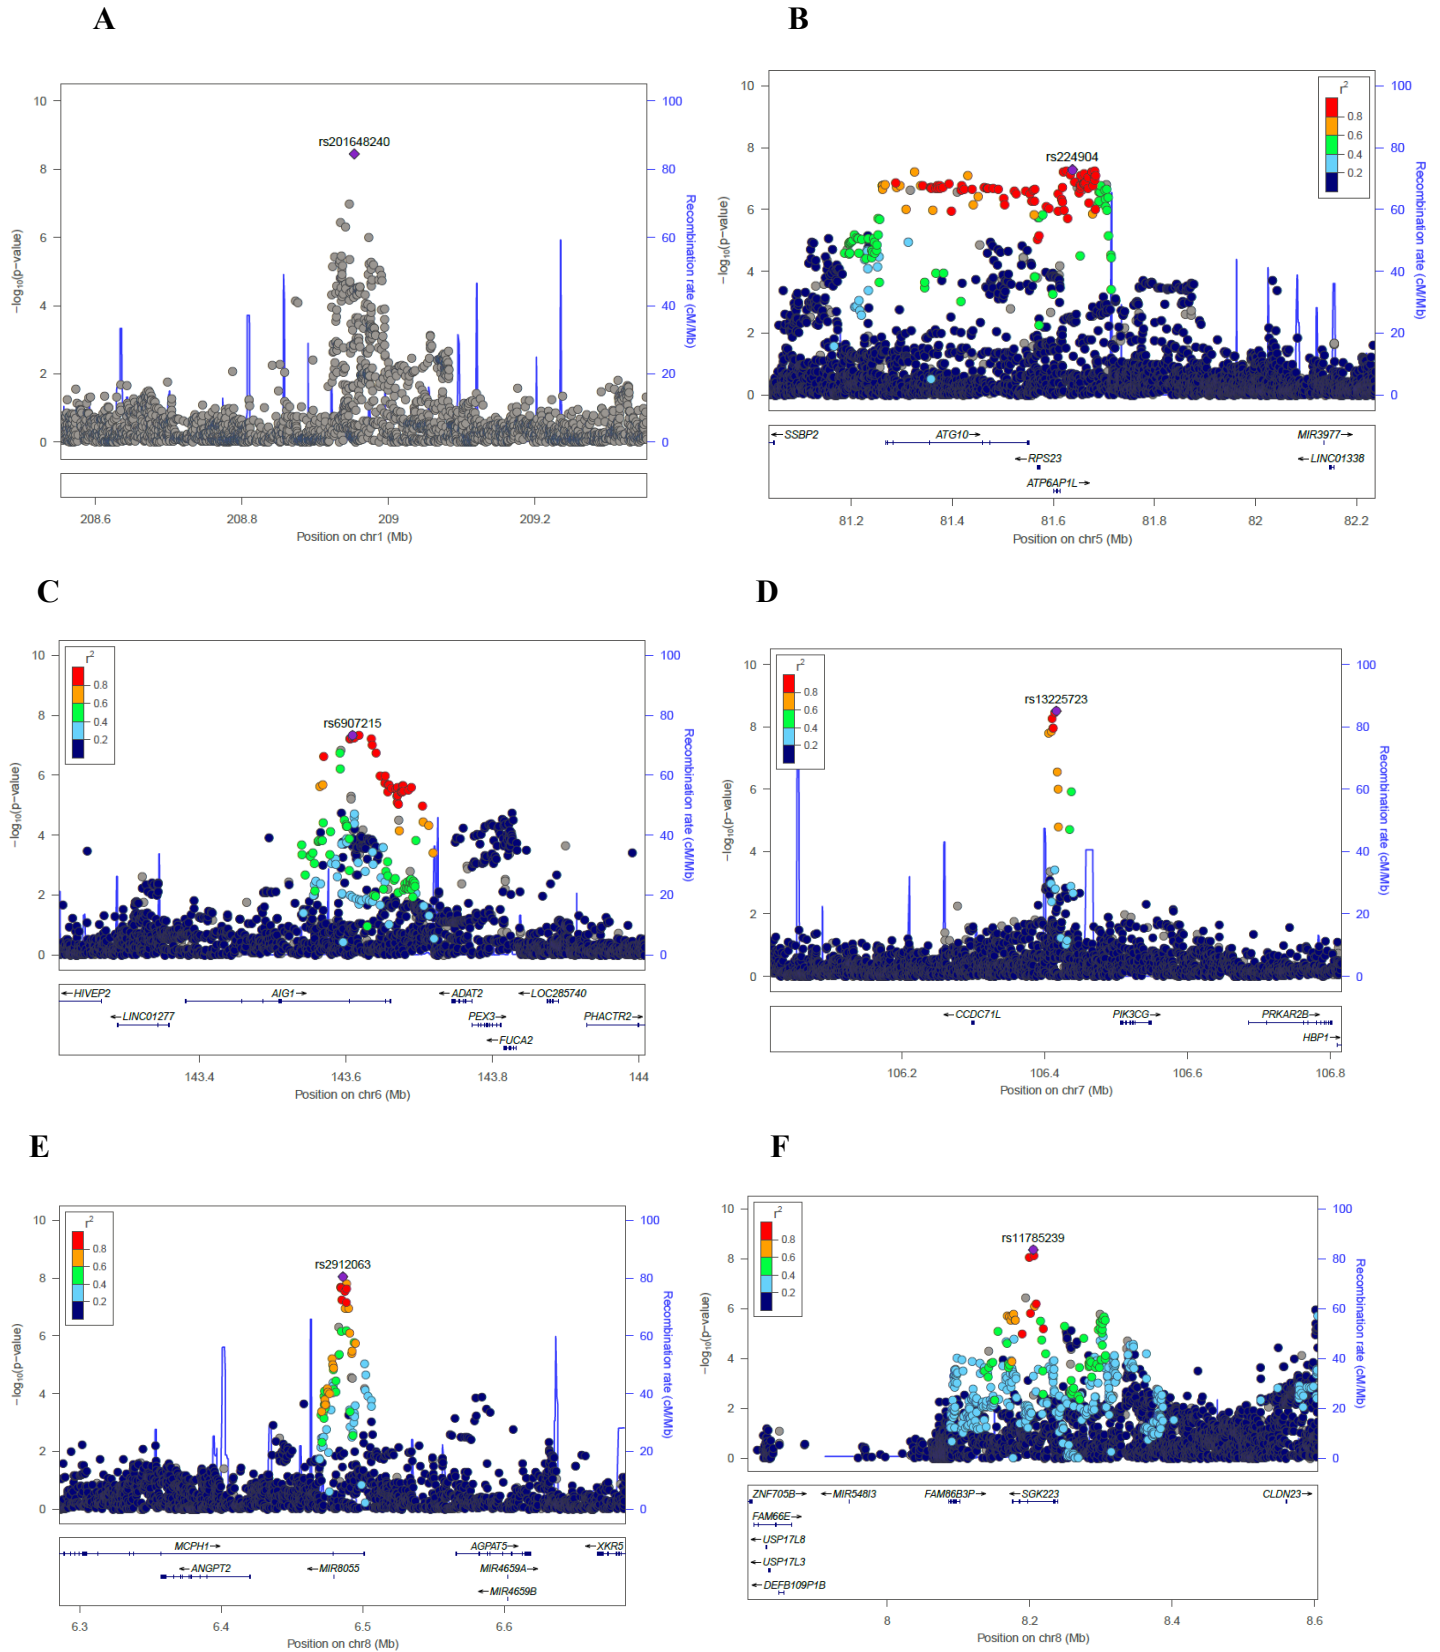 A
rs201648240
−log10(p−value)
Recombination rate (cM/Mb)
10
8
6
4
2
0
100
80
60
40
20
0
208.6 208.8 209 209.2
Position on chr1 (Mb)
B
rs224904
r2
0.8
0.6
0.4
0.2
−log10(p−value)
Recombination rate (cM/Mb)
10
8
6
4
2
0
100
80
60
40
20
0
←SSBP2 ATG10→ MIR3977→
←RPS23 ←LINC01338
ATP6AP1L→
81.2 81.4 81.6 81.8 82 82.2
Position on chr5 (Mb)
C
rs6907215
r2
0.8
0.6
0.4
0.2
−log10(p−value)
Recombination rate (cM/Mb)
10
8
6
4
2
0
100
80
60
40
20
0
←HIVEP2 AIG1→ ←ADAT2 ←LOC285740
←LINC01277 PEX3→ PHACTR2→
←FUCA2
143.4 143.6 143.8 144
Position on chr6 (Mb)
D
rs13225723
r2
0.8
0.6
0.4
0.2
−log10(p−value)
Recombination rate (cM/Mb)
10
8
6
4
2
0
100
80
60
40
20
0
←CCDC71L PIK3CG→ PRKAR2B→
HBP1→
106.2 106.4 106.6 106.8
Position on chr7 (Mb)
E
rs2912063
r2
0.8
0.6
0.4
0.2
−log10(p−value)
Recombination rate (cM/Mb)
10
8
6
4
2
0
100
80
60
40
20
0
MCPH1→ AGPAT5→ ←XKR5
←ANGPT2 ←MIR8055 MIR4659A→
←MIR4659B
6.3 6.4 6.5 6.6
Position on chr8 (Mb)
F
rs11785239
r2
0.8
0.6
0.4
0.2
−log10(p−value)
Recombination rate (cM/Mb)
10
8
6
4
2
0
100
80
60
40
20
0
ZNF705B→ ←MIR548I3 FAM86B3P→ ←SGK223 CLDN23→
FAM66E→
←USP17L8
←USP17L3
←DEFB109P1B
8 8.2 8.4 8.6
Position on chr8 (Mb)